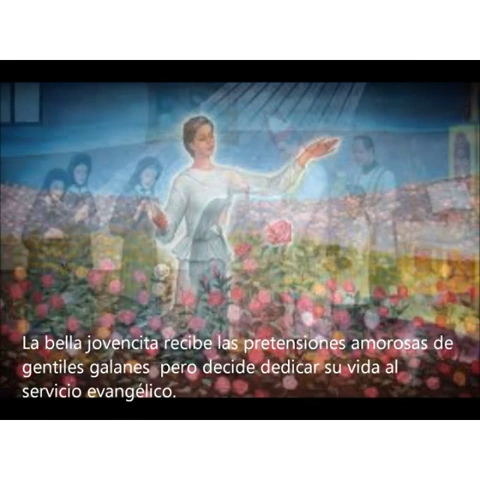 La bella jovencita recibe las pretensiones amorosas de
gentiles galanes  pero decide dedicar su vida al
servicio evangélico.